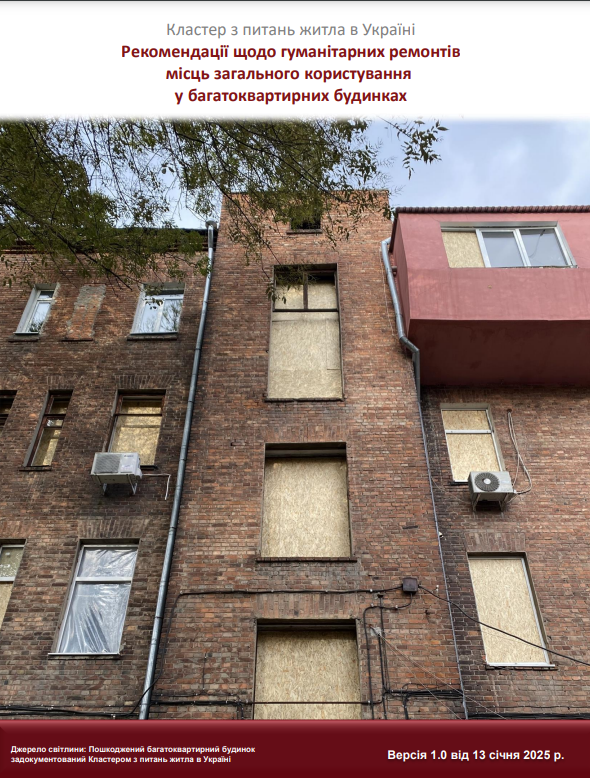 Кластер з питань житла в Україні
Рекомендації щодо гуманітарних ремонтів
місць загального користування
у багатоквартирних будинках
Джерело світлини: Пошкоджений багатоквартирний будинок
задокументований Кластером з питань житла в Україні
Версія 1.0 від 13 січня 2025 р.